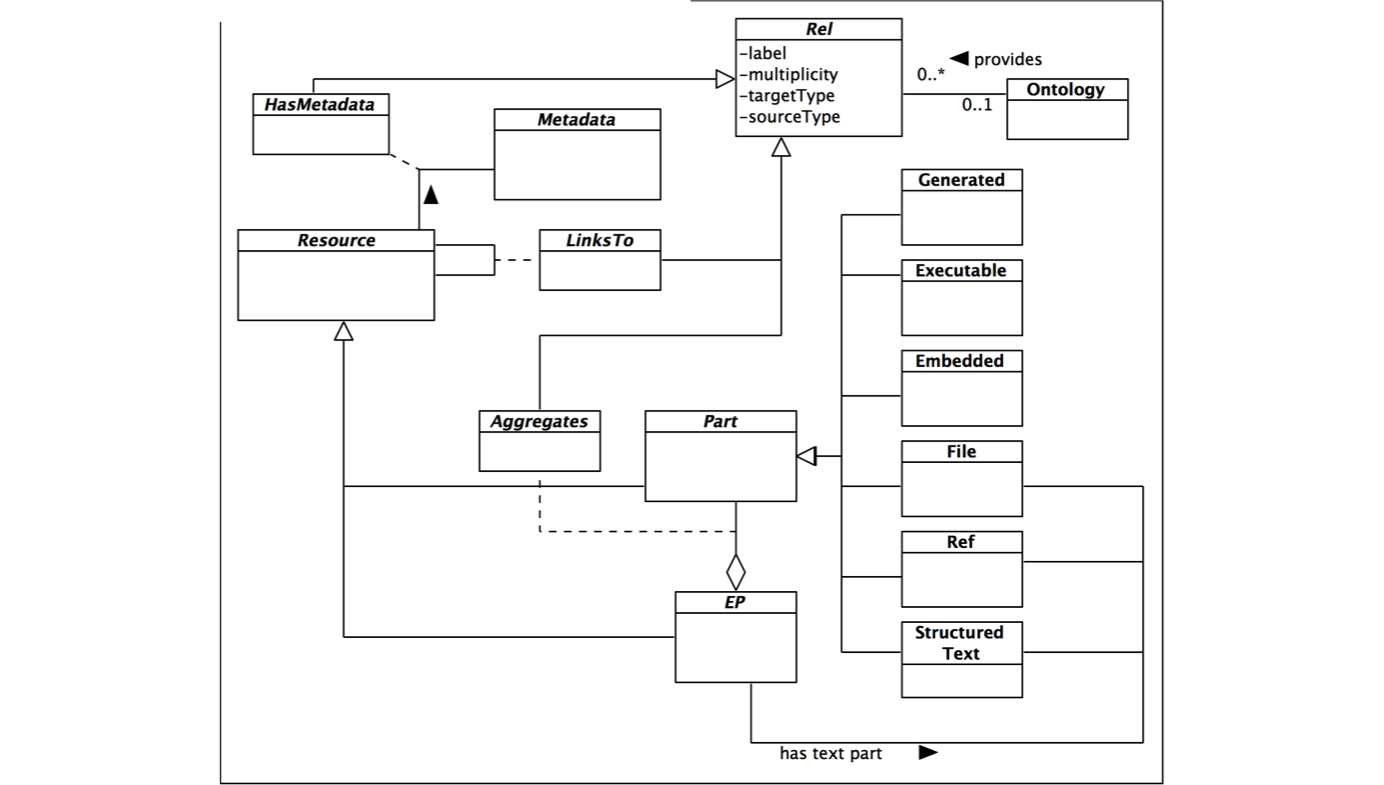 Rel
-label
-multiplicity
-targetType
-sourceType
◄ provides
0..*
0..1
Ontology
HasMetadata
Metadata
Generated
Resource
LinksTo
Executable
Embedded
Aggregates
Part
File
Ref
EP
Structured
Text
has text part ►